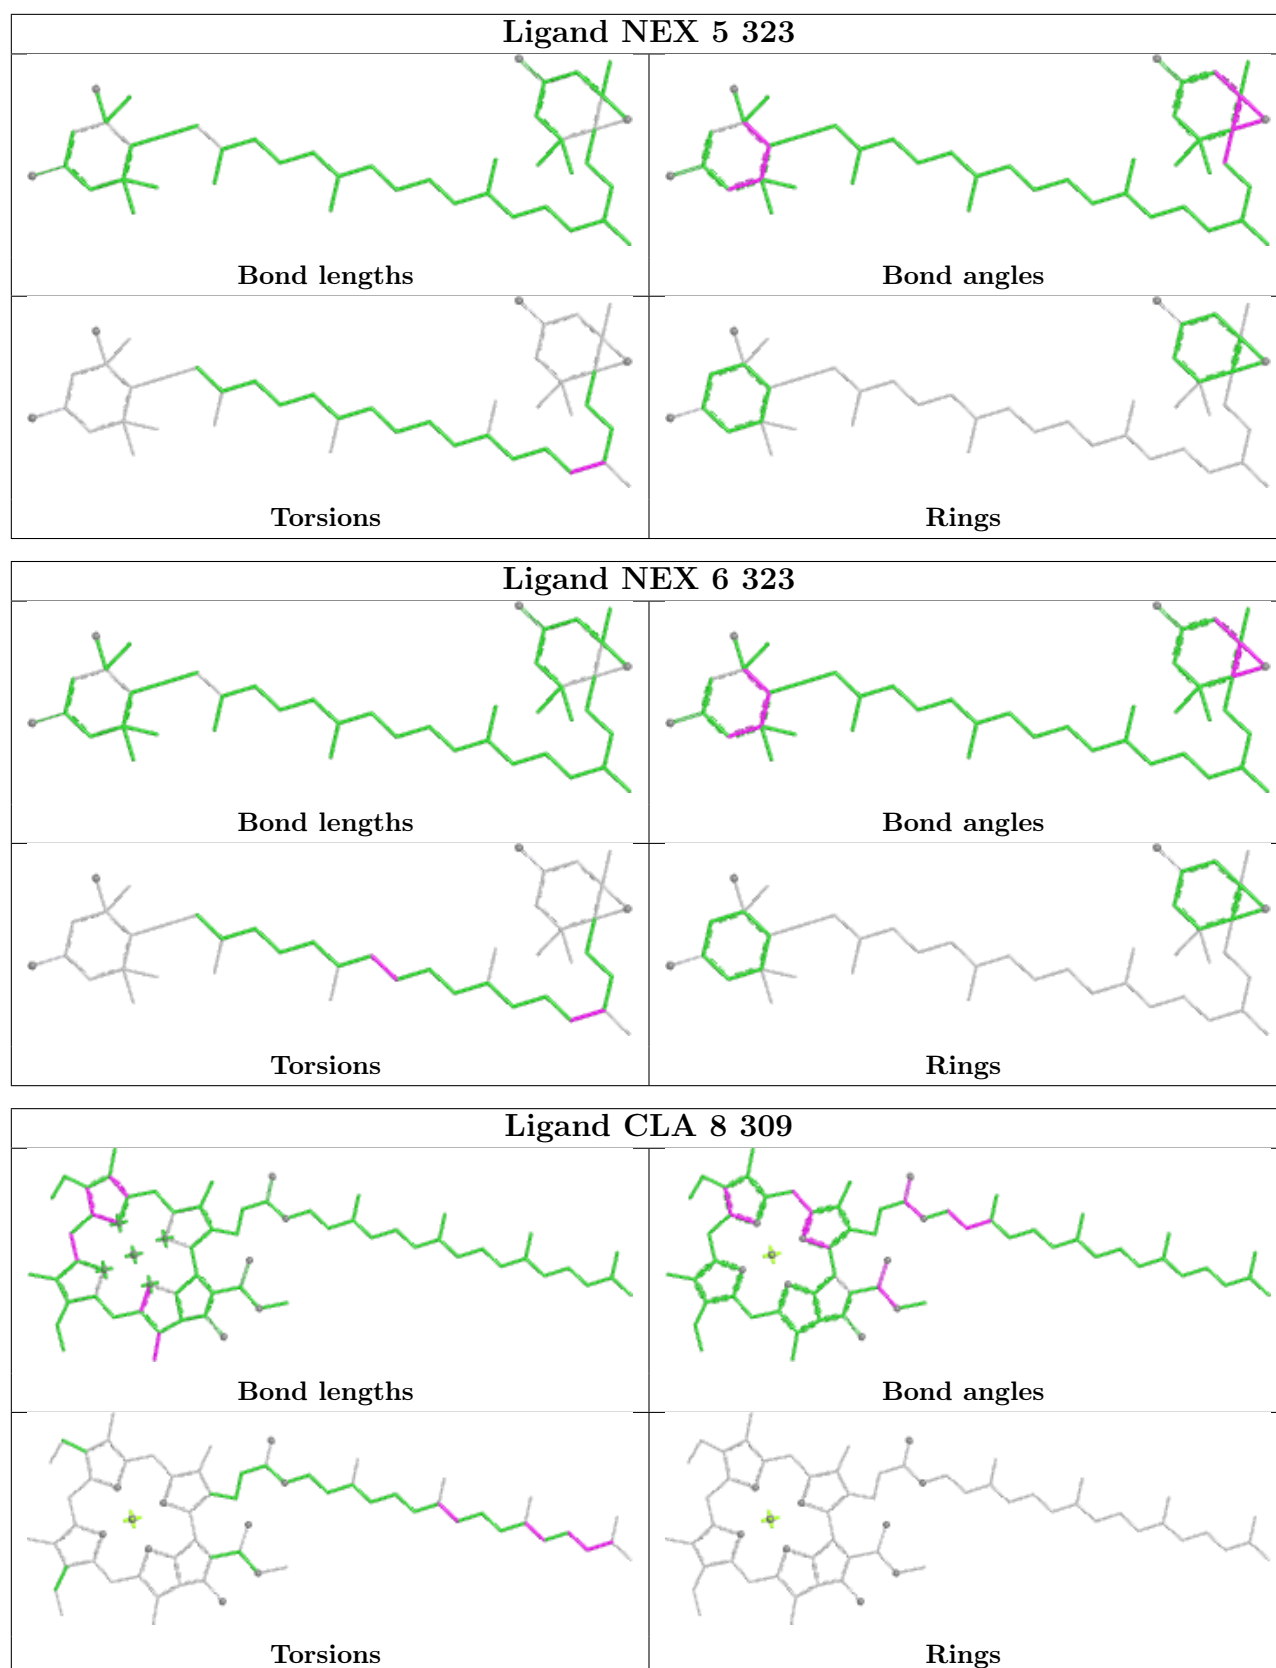 Ligand NEX 5 323
Bond lengths
Bond angles
Torsions
Rings
Ligand NEX 6 323
Bond lengths
Bond angles
Torsions
Rings
Ligand CLA 8 309
Bond lengths
Bond angles
Torsions
Rings